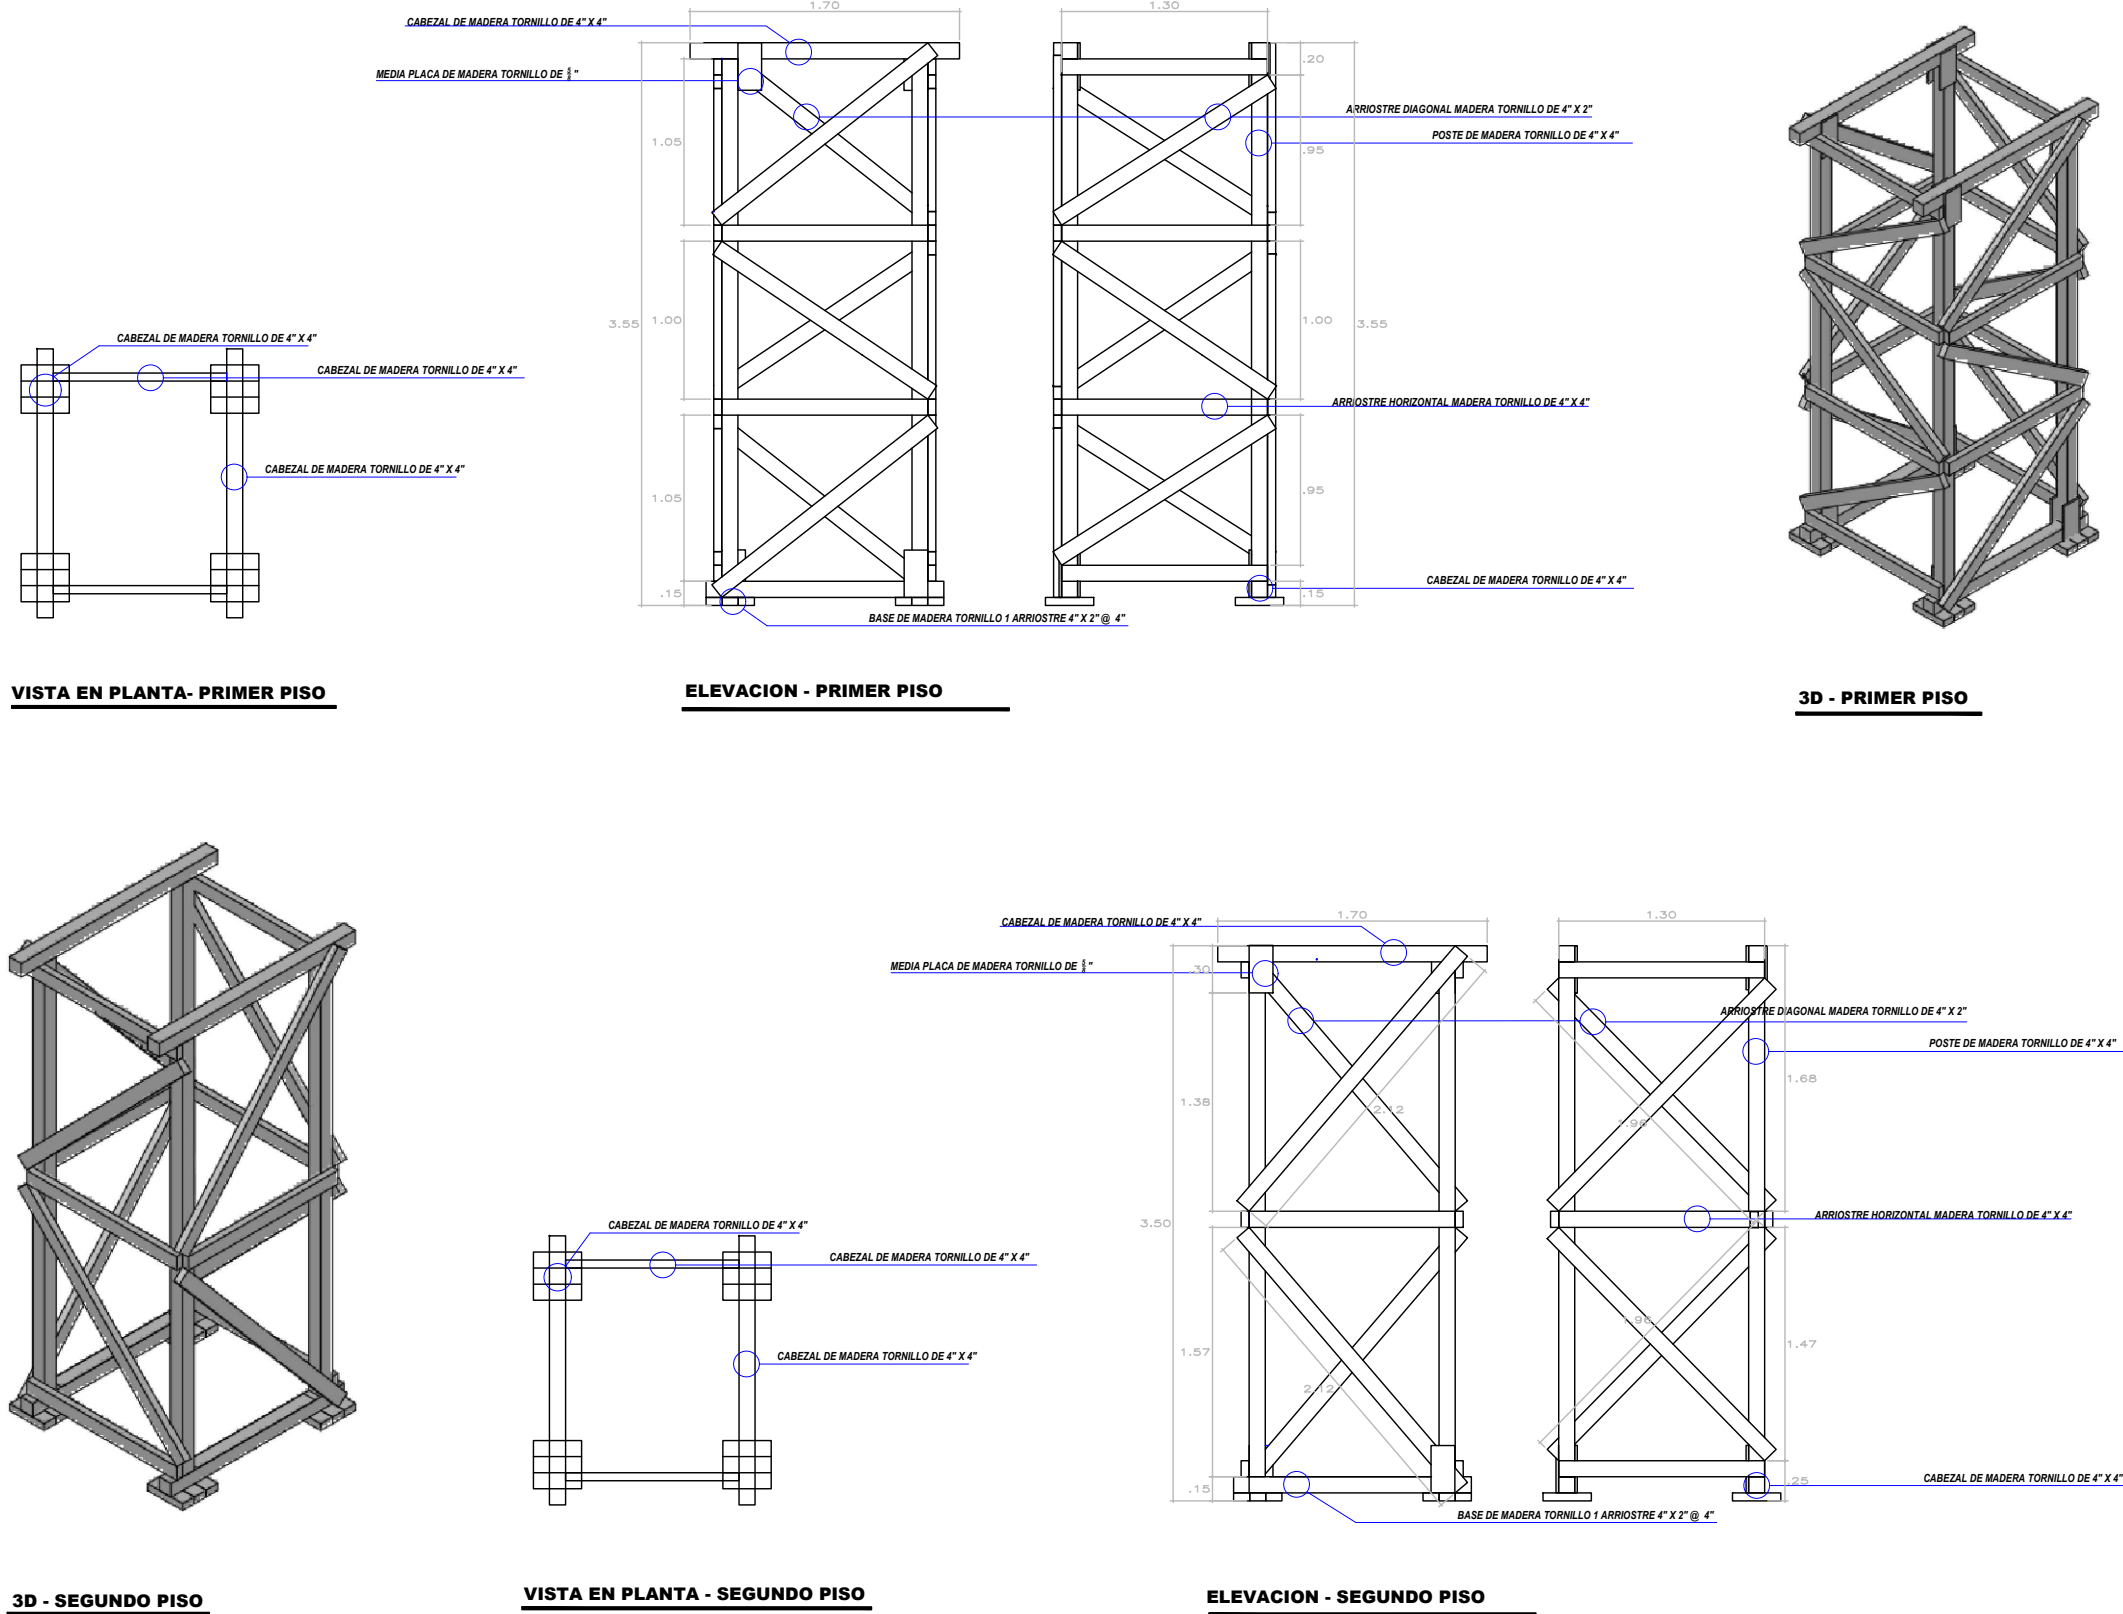 1.70
1.30
CABEZAL DE MADERA TORNILLO DE 4" X 4"
MEDIA PLACA DE MADERA TORNILLO DE "
.20
ARRIOSTRE DIAGONAL MADERA TORNILLO DE 4" X 2"
POSTE DE MADERA TORNILLO DE 4" X 4"
1.05
.95
3.55
1.00
1.00
3.55
CABEZAL DE MADERA TORNILLO DE 4" X 4"
CABEZAL DE MADERA TORNILLO DE 4" X 4"
ARRIOSTRE HORIZONTAL MADERA TORNILLO DE 4" X 4"
CABEZAL DE MADERA TORNILLO DE 4" X 4"
1.05
.95
CABEZAL DE MADERA TORNILLO DE 4" X 4"
.15
.15
BASE DE MADERA TORNILLO 1 ARRIOSTRE 4" X 2" @ 4"
VISTA EN PLANTA- PRIMER PISO
ELEVACION - PRIMER PISO
3D - PRIMER PISO
1.70
1.30
CABEZAL DE MADERA TORNILLO DE 4" X 4"
MEDIA PLACA DE MADERA TORNILLO DE "
.30
ARRIOSTRE DIAGONAL MADERA TORNILLO DE 4" X 2"
POSTE DE MADERA TORNILLO DE 4" X 4"
1.68
1.38
2.12
1.96
3.50
ARRIOSTRE HORIZONTAL MADERA TORNILLO DE 4" X 4"
CABEZAL DE MADERA TORNILLO DE 4" X 4"
CABEZAL DE MADERA TORNILLO DE 4" X 4"
CABEZAL DE MADERA TORNILLO DE 4" X 4"
1.96
1.57
1.47
2.12
.15
.25
CABEZAL DE MADERA TORNILLO DE 4" X 4"
BASE DE MADERA TORNILLO 1 ARRIOSTRE 4" X 2" @ 4"
3D - SEGUNDO PISO
VISTA EN PLANTA - SEGUNDO PISO
ELEVACION - SEGUNDO PISO